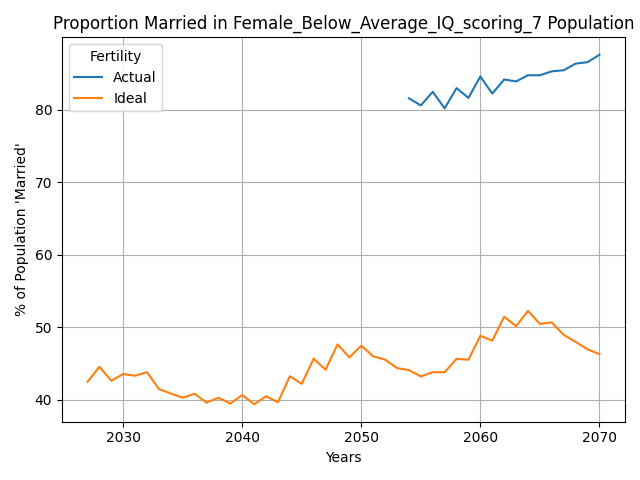 Proportion Married in Female_Below_Average_IQ_scoring_7 Population
Fertility
Actual
Ideal
% of Population 'Married'
80
70
60
50
40
2030
2040
2050
2060
2070
Years